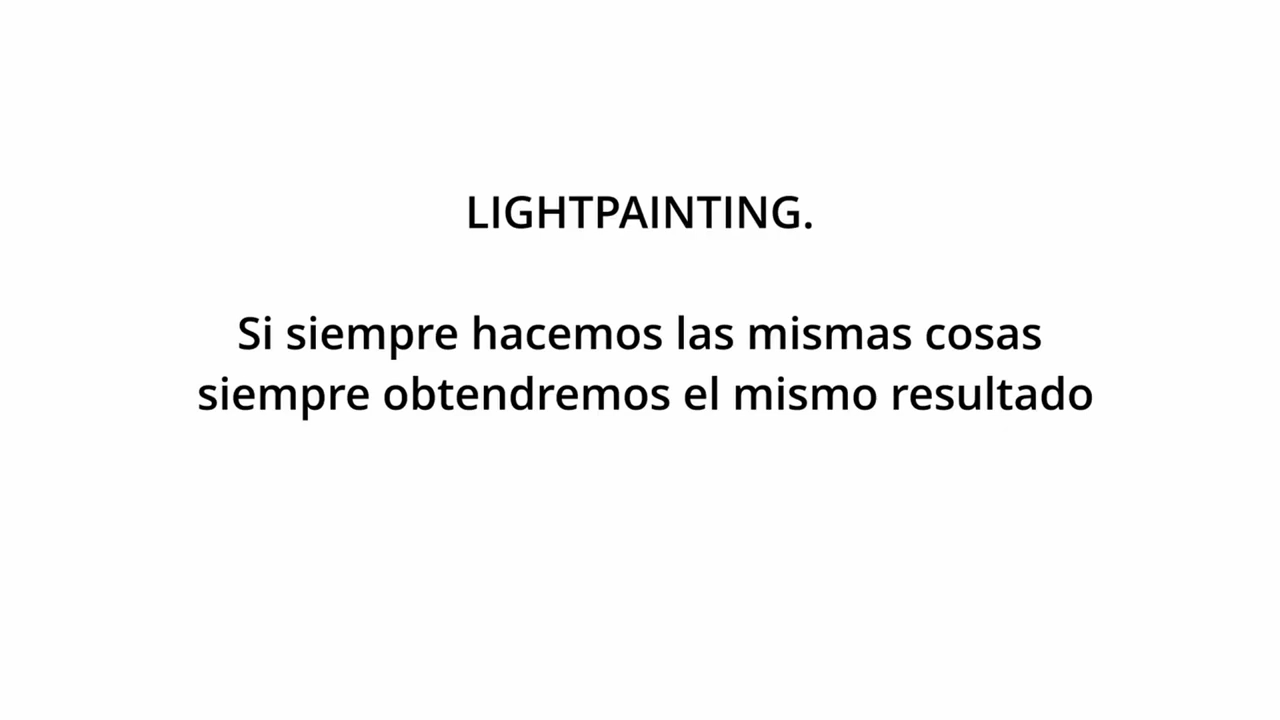 LIGHTPAINTING.
Si siempre hacemos las mismas cosas
siempre obtendremos el mismo resultado